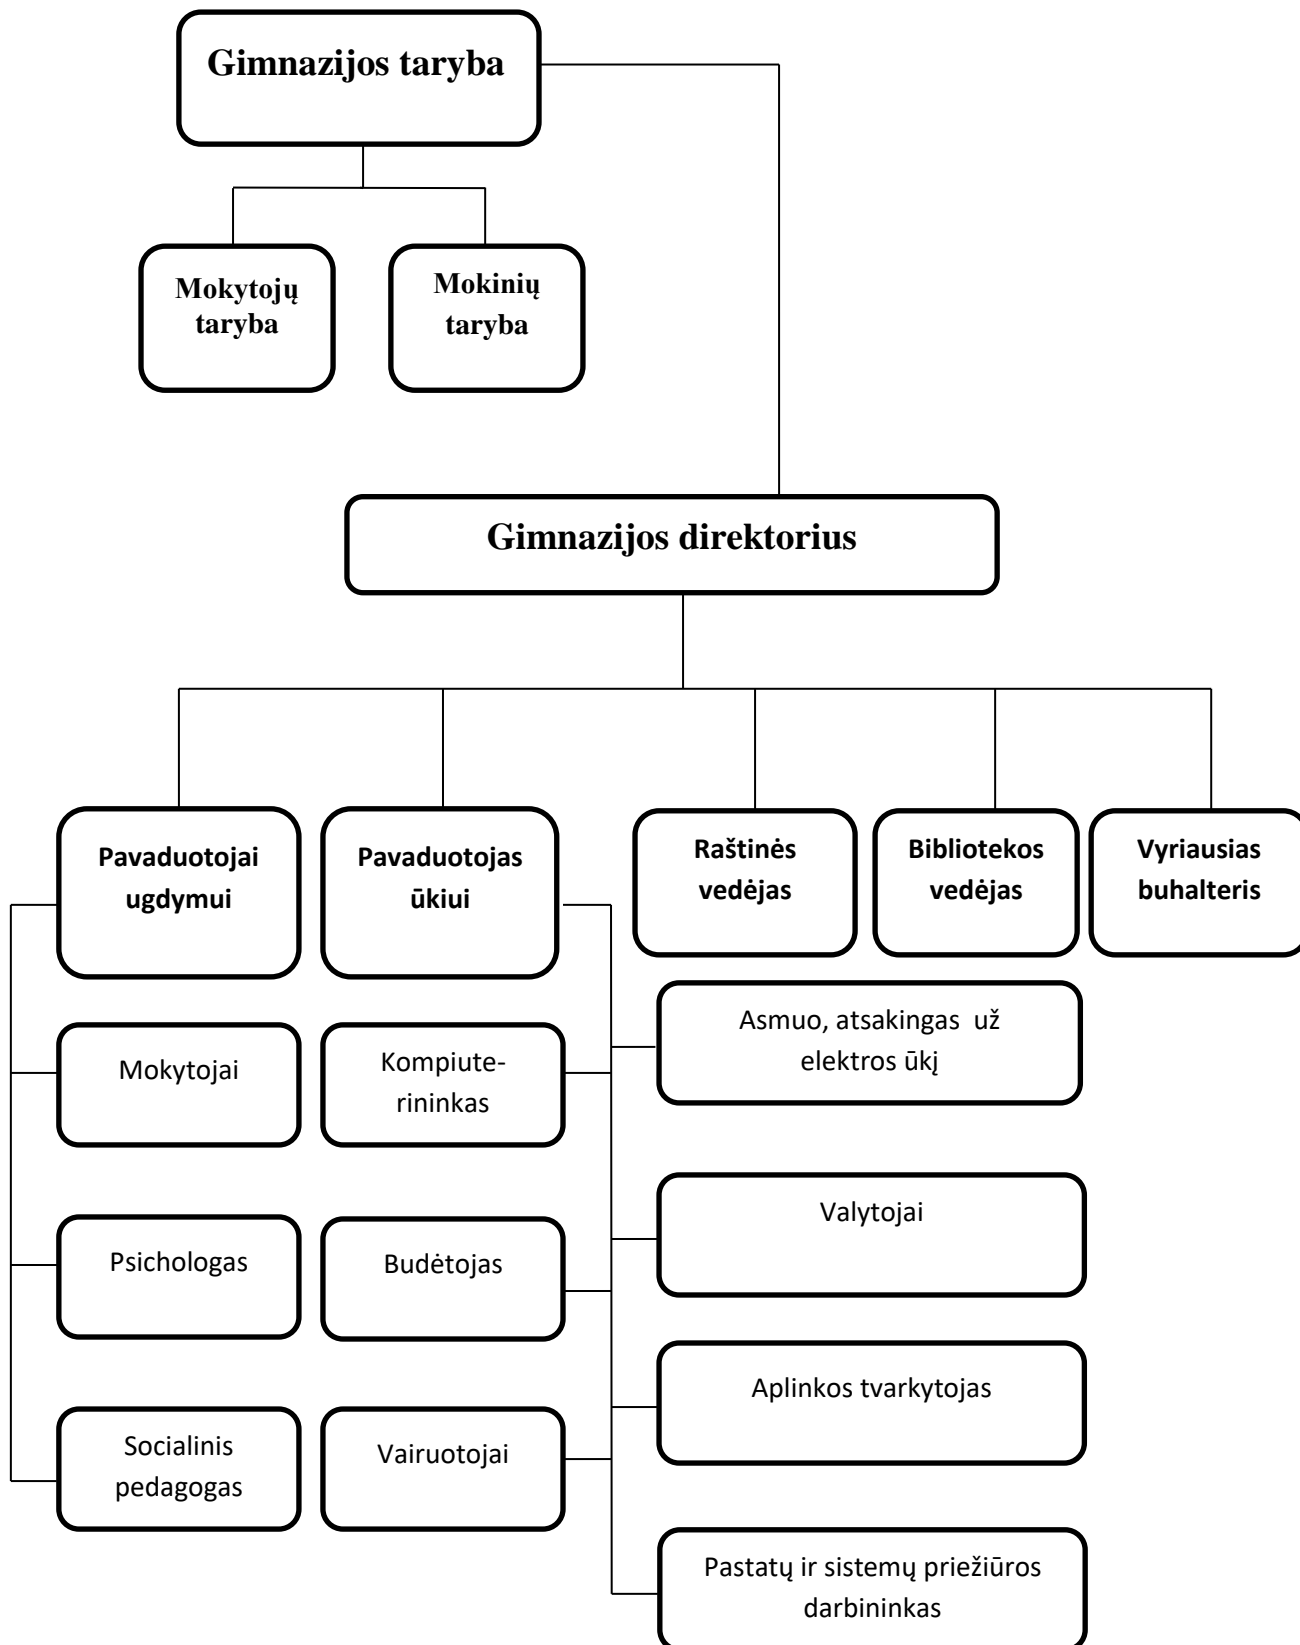 Gimnazijos taryba
Mokytojų
taryba
Mokinių
taryba
Gimnazijos direktorius
Pavaduotojai
ugdymui
Pavaduotojas
ūkiui
Raštinės
vedėjas
Bibliotekos
vedėjas
Vyriausias
buhalteris
Mokytojai
Kompiute-
rininkas
Asmuo, atsakingas  už
elektros ūkį
Psichologas
Budėtojas
Valytojai
Aplinkos tvarkytojas
Socialinis
pedagogas
Vairuotojai
Pastatų ir sistemų priežiūros
darbininkas